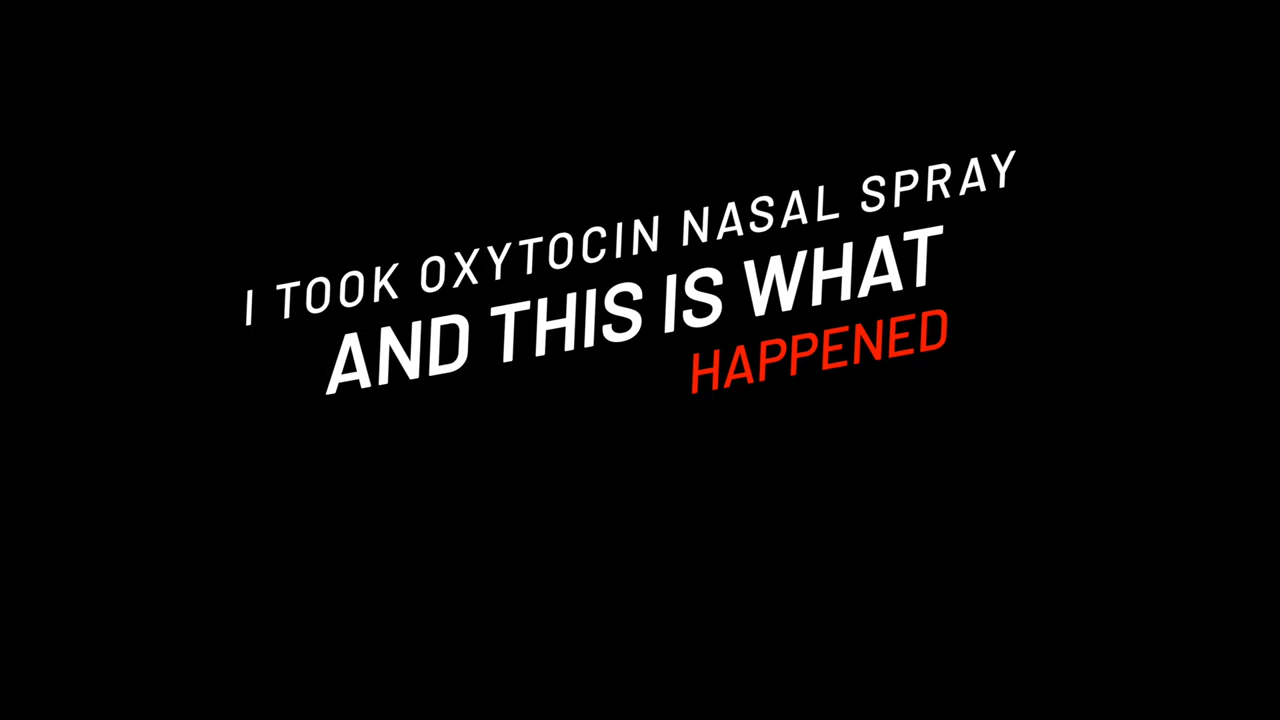 I TOOK OXYTOCIN NASAL SPRAY
AND THIS IS WHAT
HAPPENED